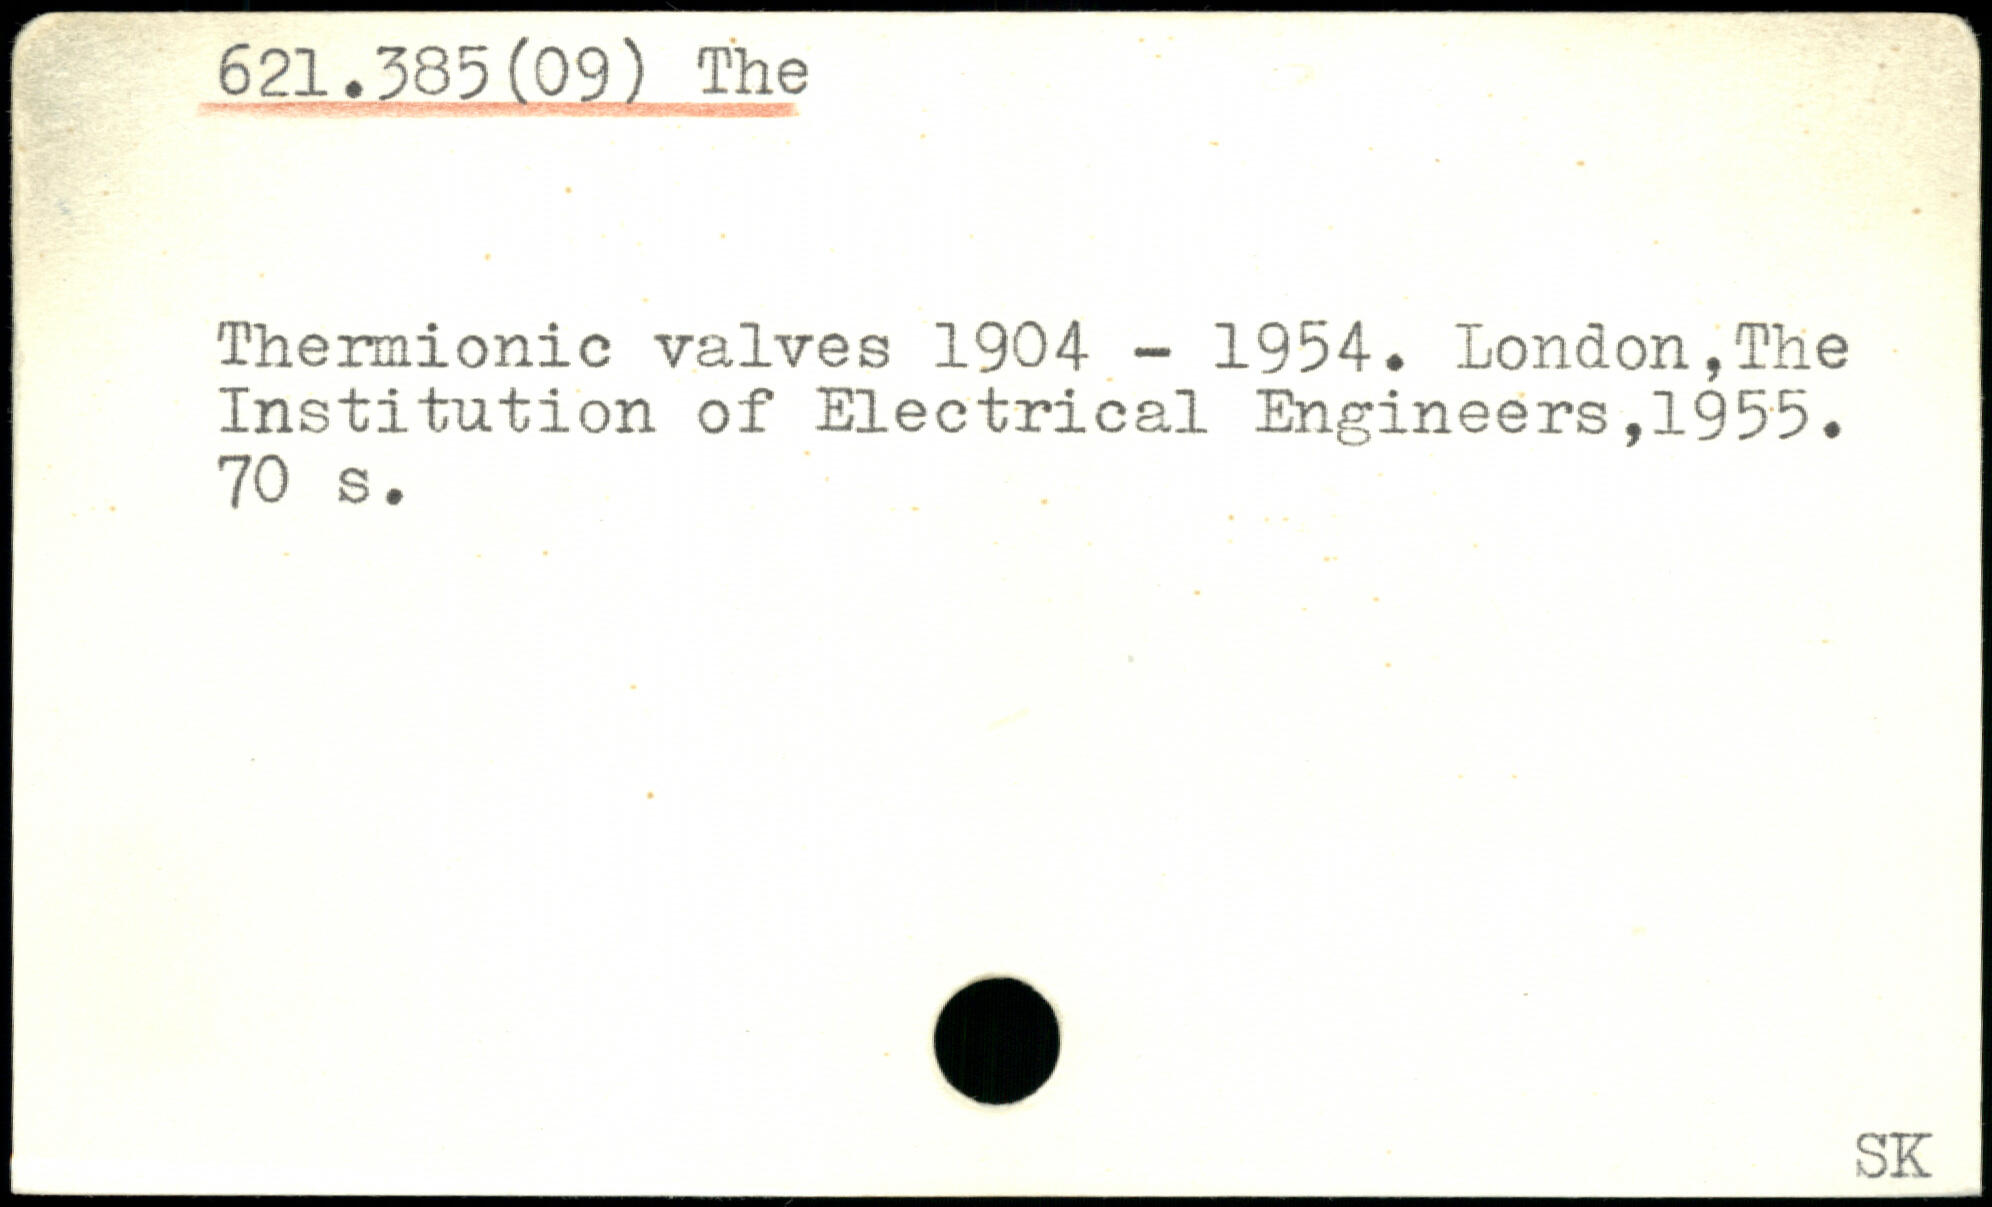 621.385(09) The
Thermionic valves 1904 - 1954. London,The
Institution of Electrical Engineers,1955.
70 s.
SK